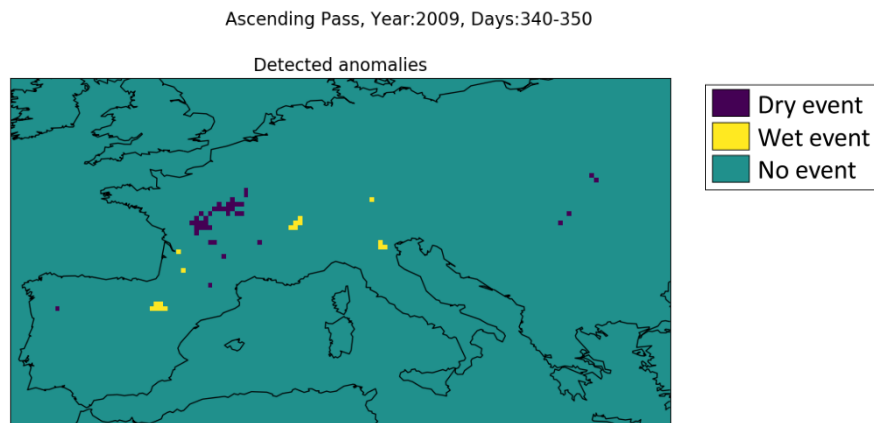 Ascending Pass, Year:2009, Days:340-350
Detected anomalies
Dry event
Wet event
No event